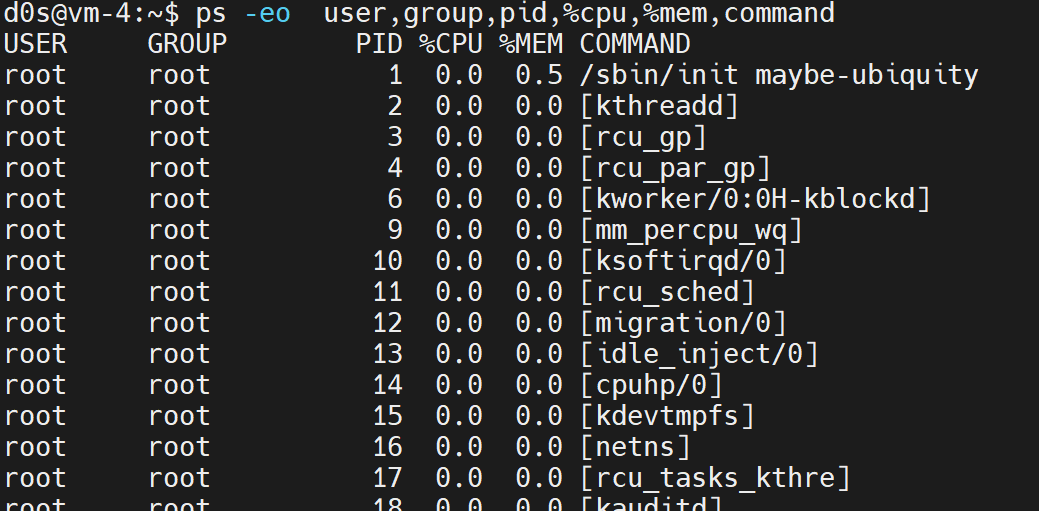 d0s@vm-4:~$ ps -eo  user,group,pid,%cpu,%mem,command
USER     GROUP        PID %CPU %MEM COMMAND
root     root           1  0.0  0.5 /sbin/init maybe-ubiquity
root     root           2  0.0  0.0 [kthreadd]
root     root           3  0.0  0.0 [rcu_gp]
root     root           4  0.0  0.0 [rcu_par_gp]
root     root           6  0.0  0.0 [kworker/0:0H-kblockd]
root     root           9  0.0  0.0 [mm_percpu_wq]
root     root          10  0.0  0.0 [ksoftirqd/0]
root     root          11  0.0  0.0 [rcu_sched]
root     root          12  0.0  0.0 [migration/0]
root     root          13  0.0  0.0 [idle_inject/0]
root     root          14  0.0  0.0 [cpuhp/0]
root     root          15  0.0  0.0 [kdevtmpfs]
root     root          16  0.0  0.0 [netns]
root     root          17  0.0  0.0 [rcu_tasks_kthre]
root     root          18  0.0  0.0 [kauditd]